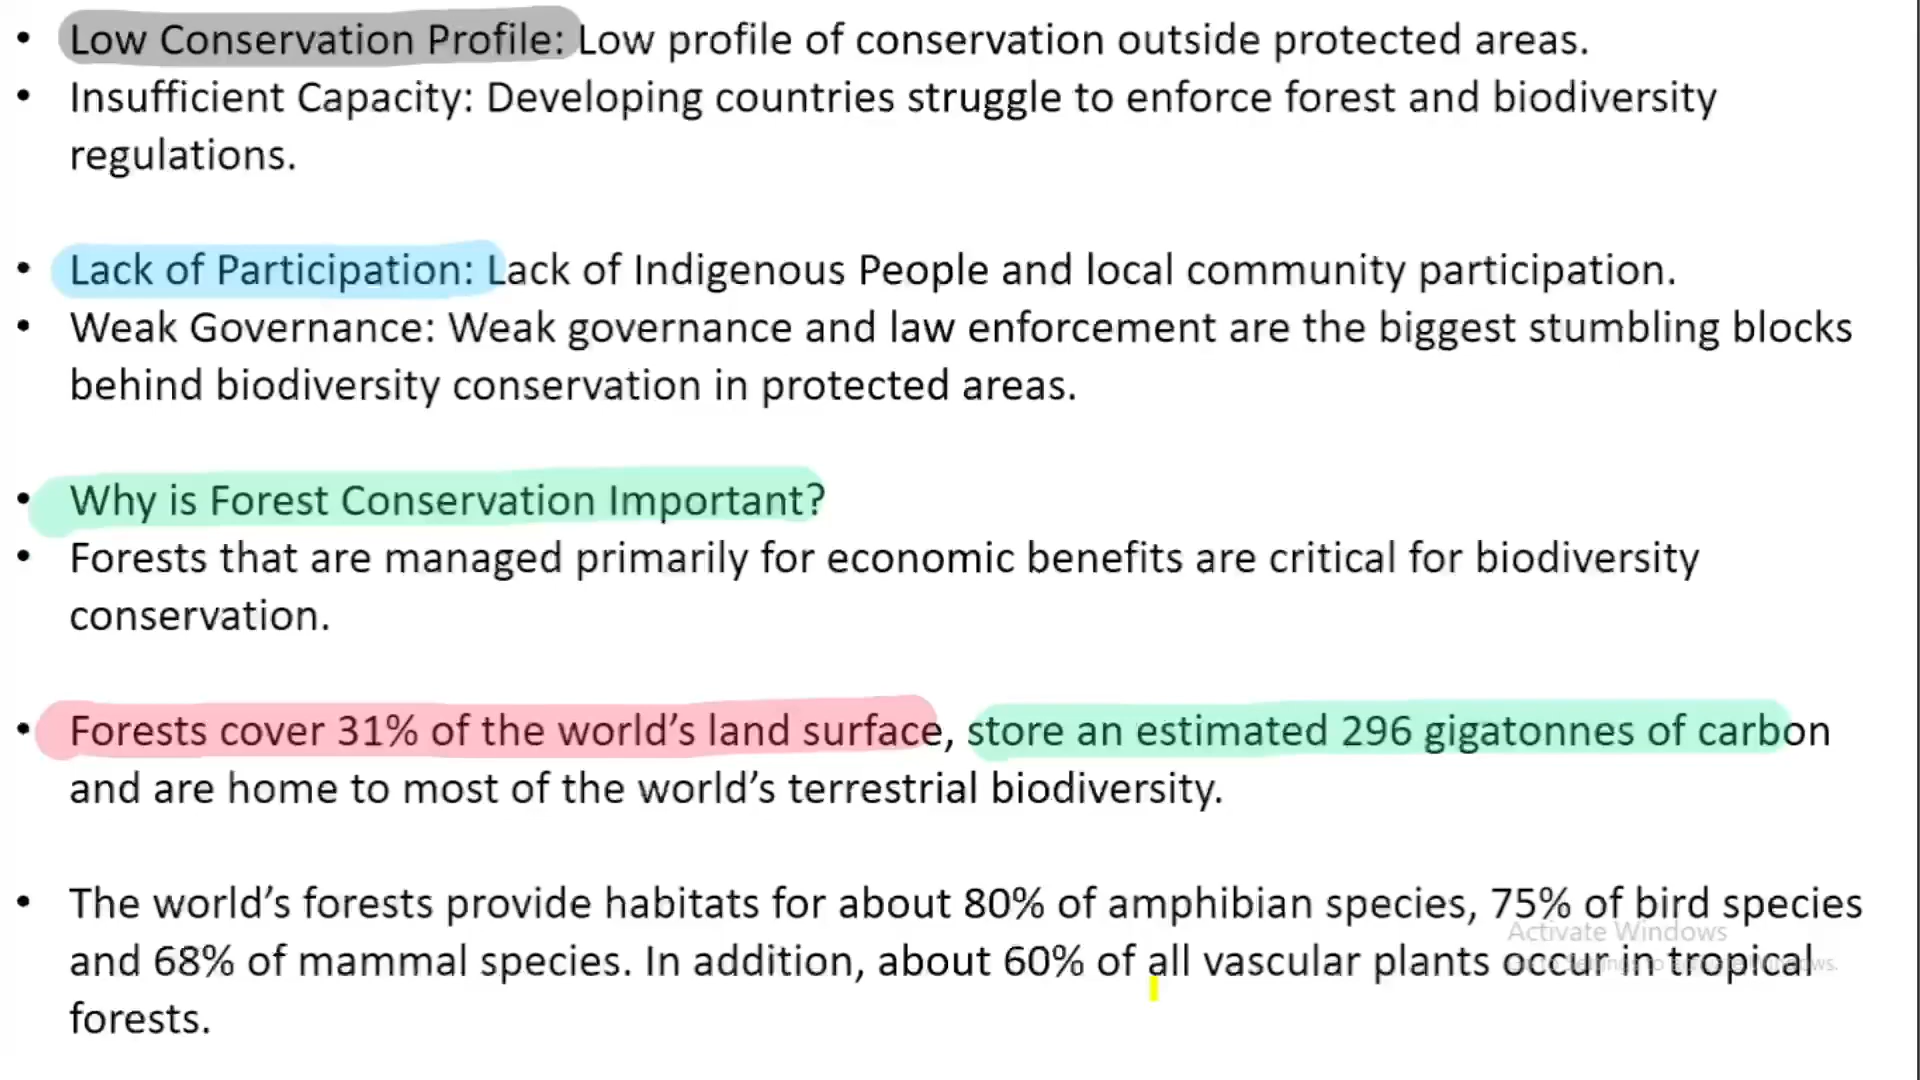 • Low Conservation Profile: Low profile of conservation outside protected areas.
• Insufficient Capacity: Developing countries struggle to enforce forest and biodiversity
regulations.
• Lack of Participation: Lack of Indigenous People and local community participation.
• Weak Governance: Weak governance and law enforcement are the biggest stumbling blocks
behind biodiversity conservation in protected areas.
• Why is Forest Conservation Important?
• Forests that are managed primarily for economic benefits are critical for biodiversity
conservation.
• Forests cover 31% of the world’s land surface, store an estimated 296 gigatonnes of carbon
and are home to most of the world’s terrestrial biodiversity.
• The world’s forests provide habitats for about 80% of amphibian species, 75% of bird species
Activate Windows
and 68% of mammal species. In addition, about 60% of all vascular plants occur in tropical
forests.